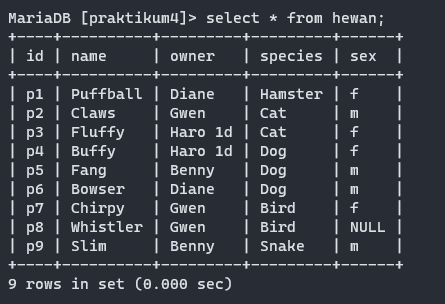 MariaDB [praktikum4]> select * from hewan;
+----+----------+---------+---------+------+
| id | name     | owner   | species | sex  |
+----+----------+---------+---------+------+
| p1 | Puffball | Diane   | Hamster | f    |
| p2 | Claws    | Gwen    | Cat     | m    |
| p3 | Fluffy   | Haro 1d | Cat     | f    |
| p4 | Buffy    | Haro 1d | Dog     | f    |
| p5 | Fang     | Benny   | Dog     | m    |
| p6 | Bowser   | Diane   | Dog     | m    |
| p7 | Chirpy   | Gwen    | Bird    | f    |
| p8 | Whistler | Gwen    | Bird    | NULL |
| p9 | Slim     | Benny   | Snake   | m    |
+----+----------+---------+---------+------+
9 rows in set (0.000 sec)